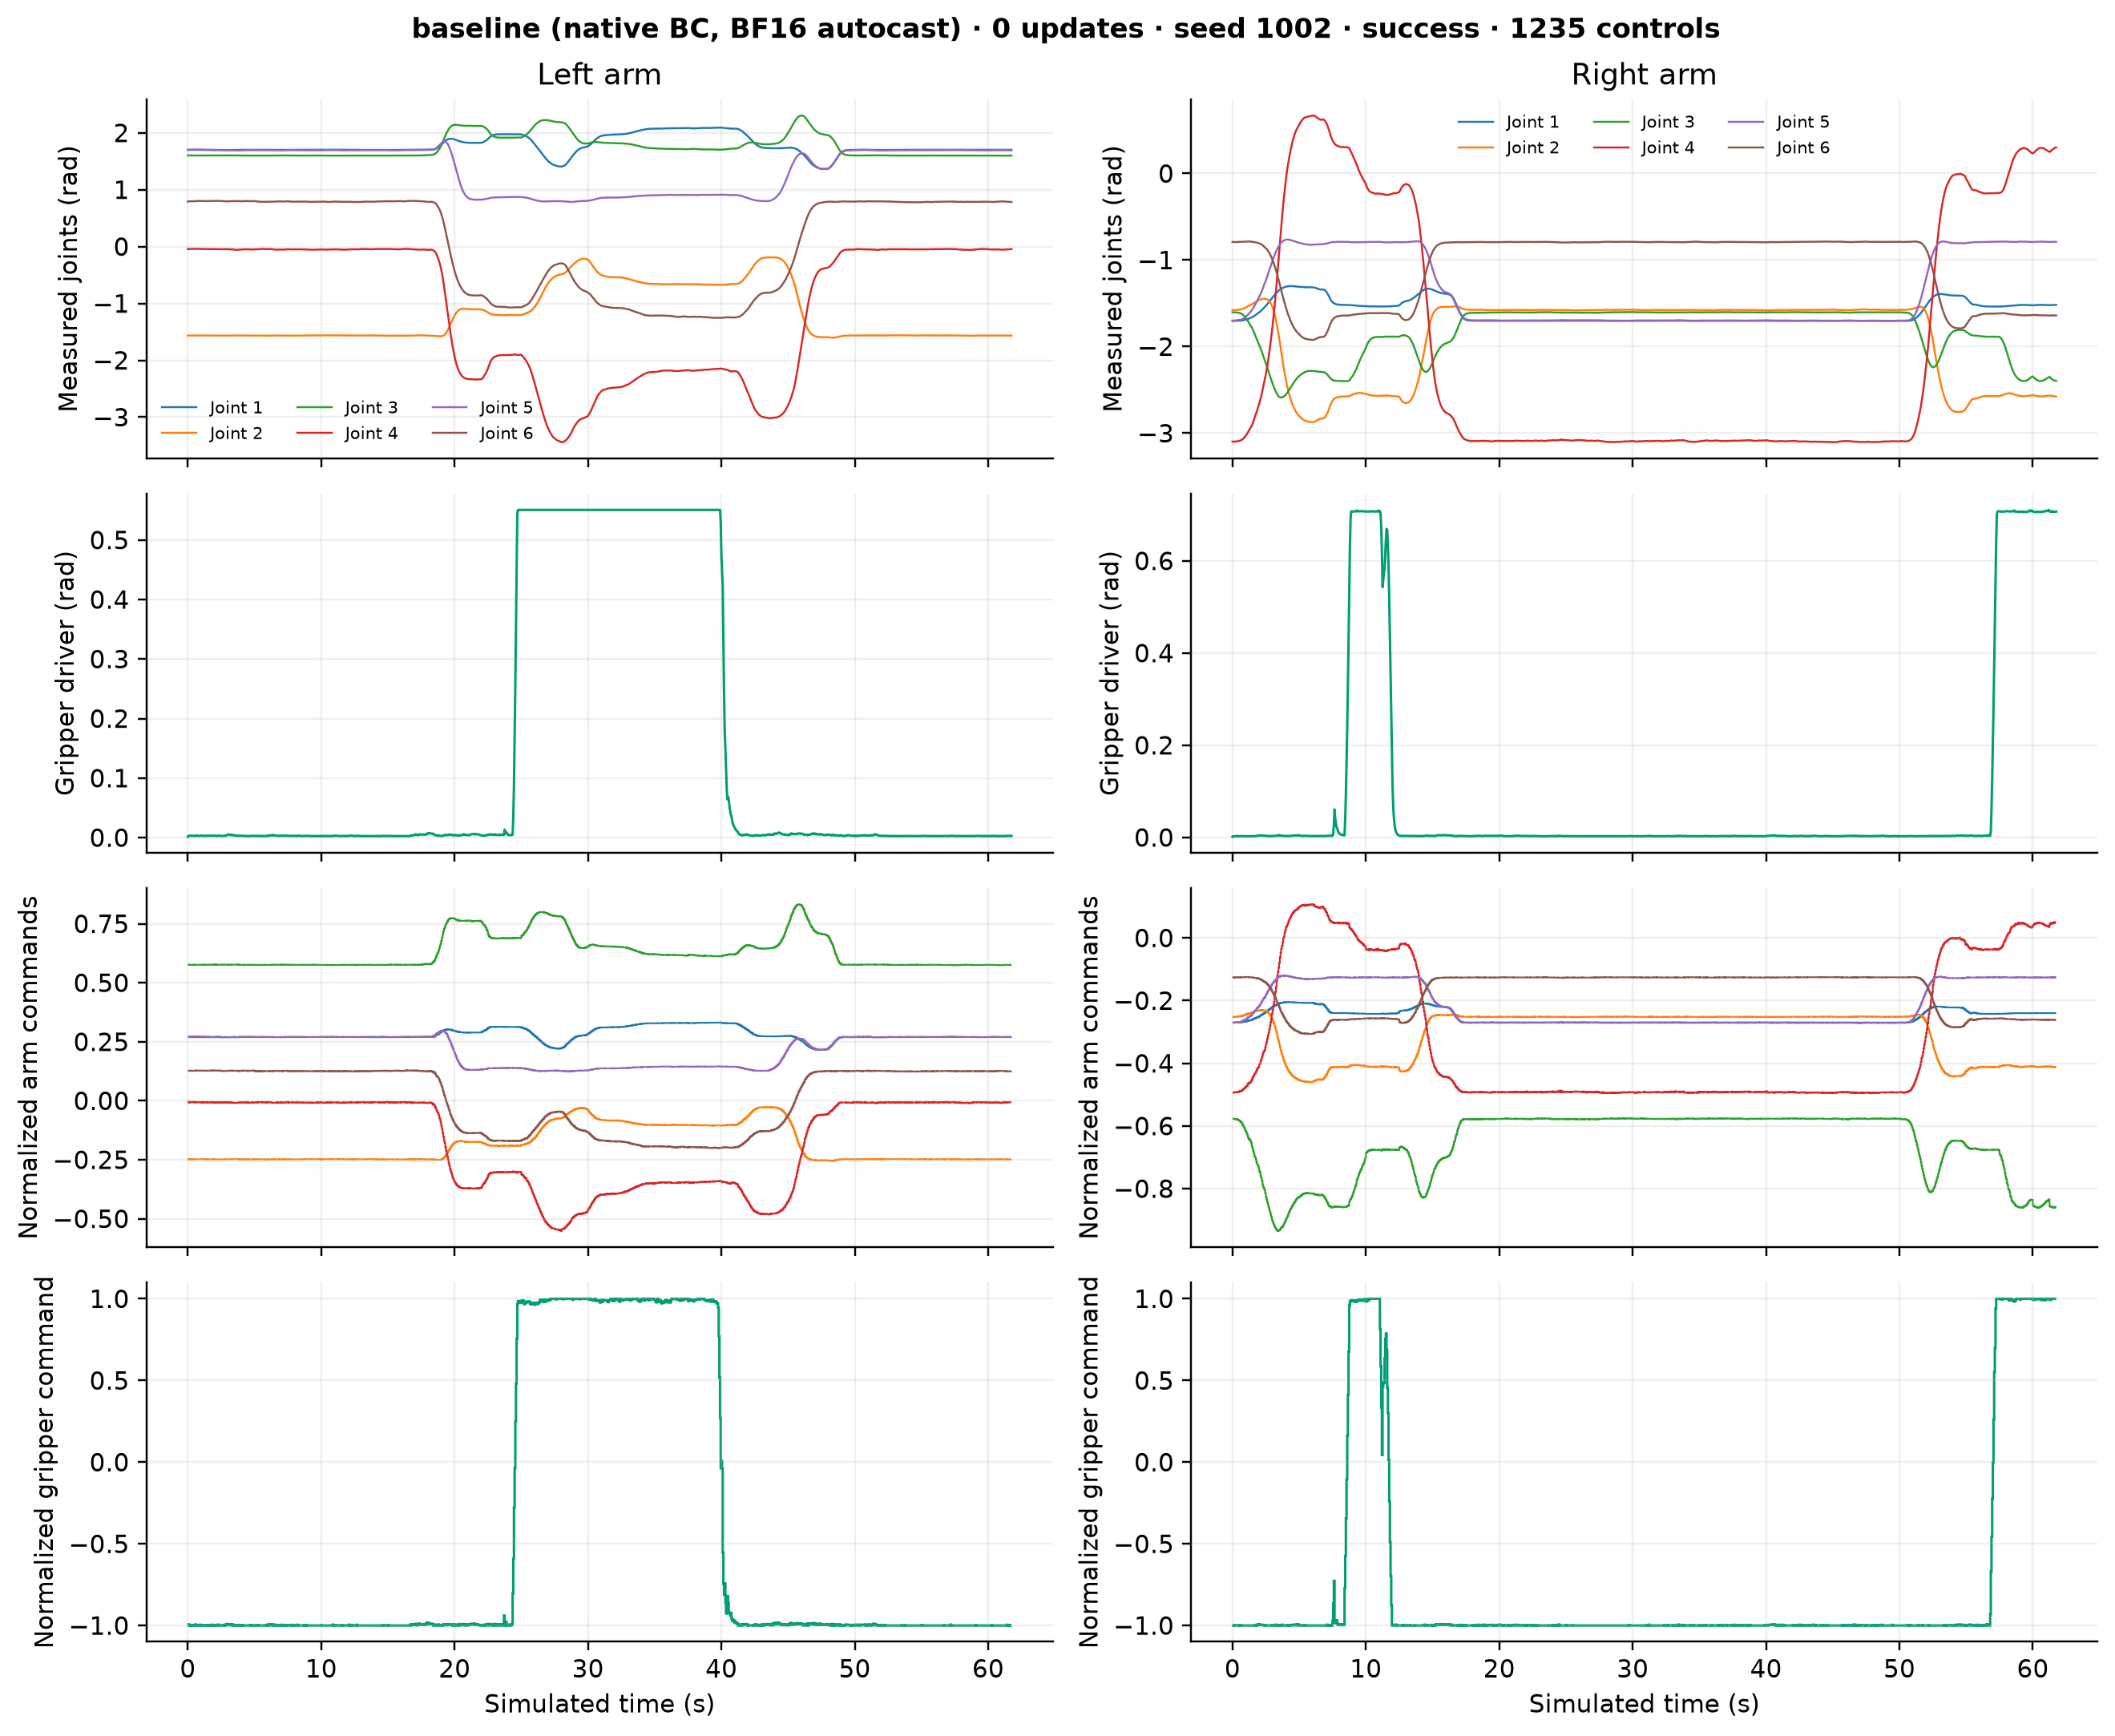 baseline (native BC, BF16 autocast) · 0 updates · seed 1002 · success · 1235 controls
Left arm
Right arm
Measured joints (rad)
2
1
0
−1
−2
−3
Joint 1
Joint 3
Joint 5
Joint 2
Joint 4
Joint 6
Measured joints (rad)
0
−1
−2
−3
Joint 1
Joint 3
Joint 5
Joint 2
Joint 4
Joint 6
Gripper driver (rad)
0.5
0.4
0.3
0.2
0.1
0.0
Gripper driver (rad)
0.6
0.4
0.2
0.0
Normalized arm commands
0.75
0.50
0.25
0.00
−0.25
−0.50
Normalized arm commands
0.0
−0.2
−0.4
−0.6
−0.8
Normalized gripper command
1.0
0.5
0.0
−0.5
−1.0
0 10 20 30 40 50 60
Simulated time (s)
Normalized gripper command
1.0
0.5
0.0
−0.5
−1.0
0 10 20 30 40 50 60
Simulated time (s)